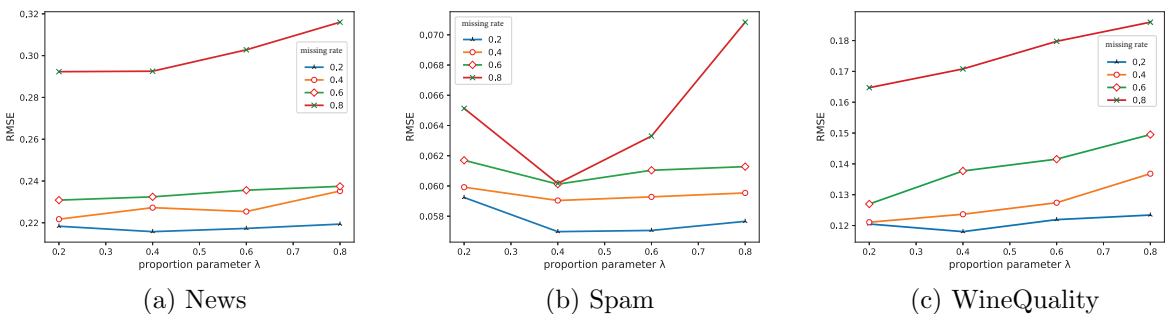 0.32
0.30
0.28
0.26
0.24
0.22
RMSE
missing rate
0.2
0.4
0.6
0.8
0.2 0.3 0.4 0.5 0.6 0.7 0.8
proportion parameter λ
(a) News
0.070
0.068
0.066
0.064
0.062
0.060
0.058
RMSE
missing rate
0.2
0.4
0.6
0.8
0.2 0.3 0.4 0.5 0.6 0.7 0.8
proportion parameter λ
(b) Spam
0.18
0.17
0.16
0.15
0.14
0.13
0.12
RMSE
missing rate
0.2
0.4
0.6
0.8
0.2 0.3 0.4 0.5 0.6 0.7 0.8
proportion parameter λ
(c) WineQuality